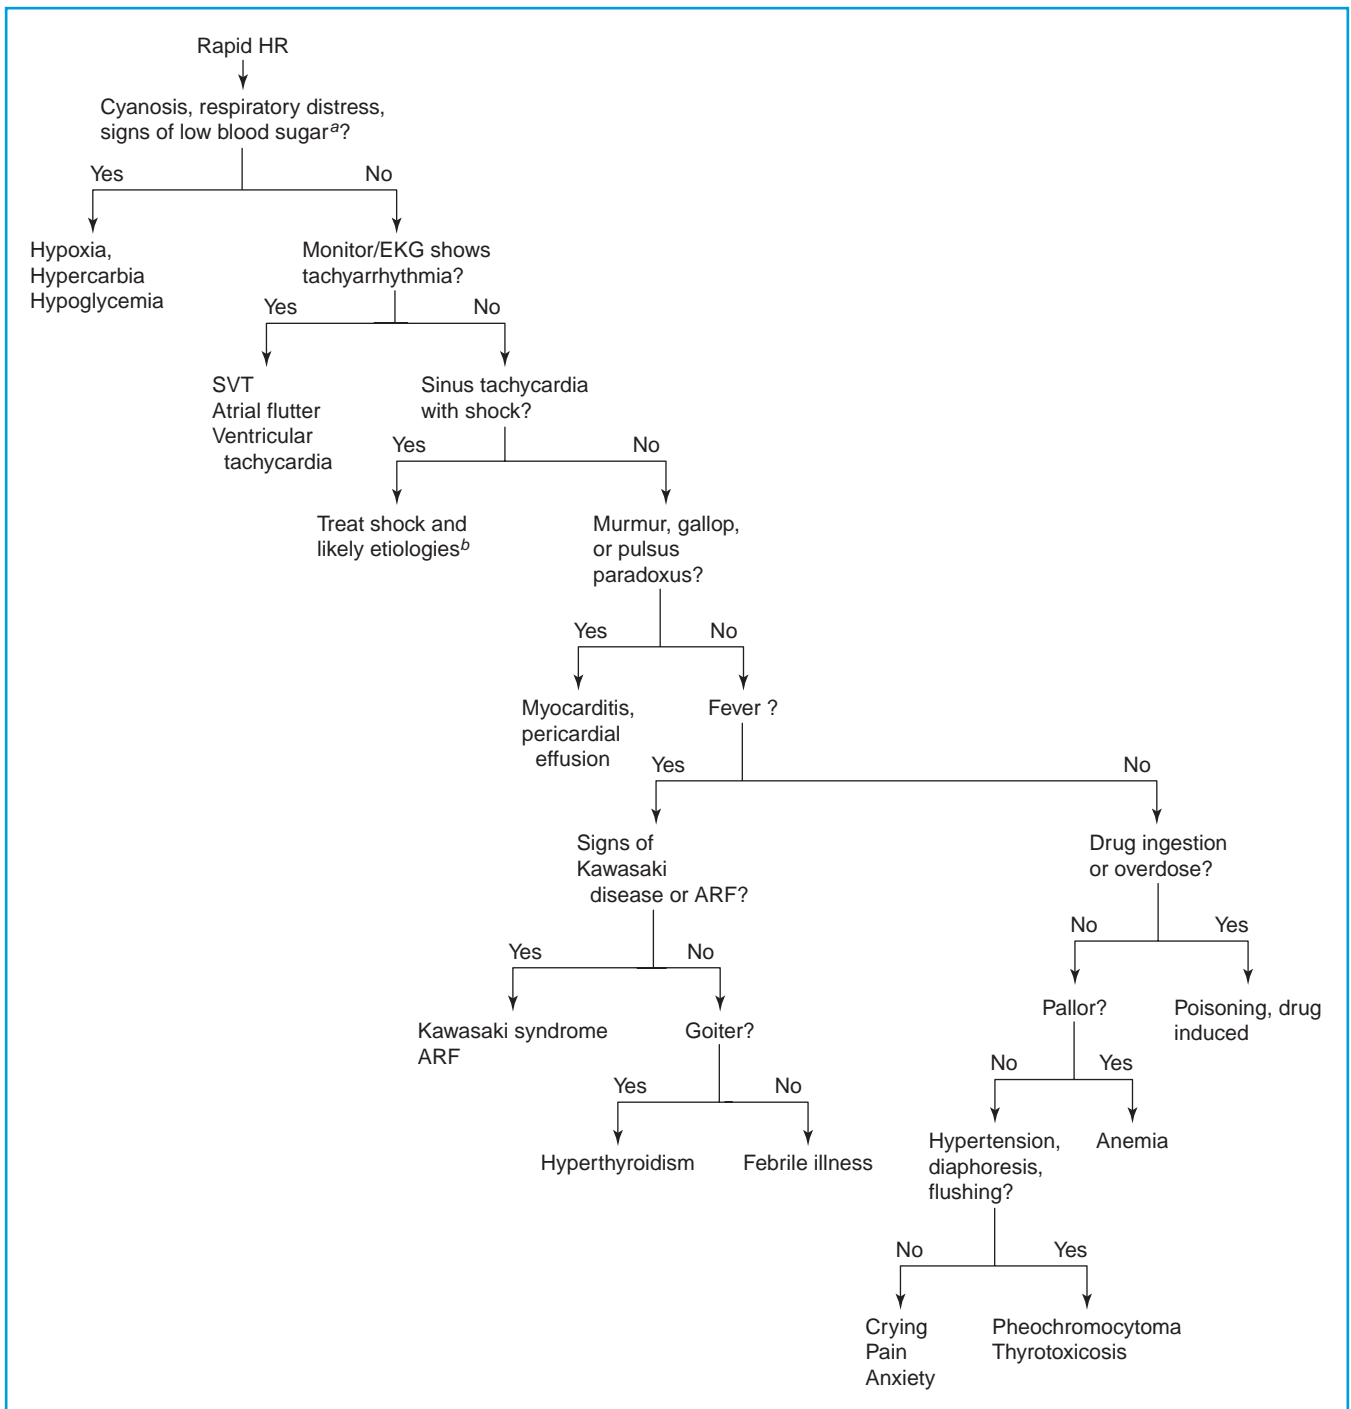 Rapid HR
Cyanosis, respiratory distress,
signs of low blood sugara?
Yes
No
Hypoxia,
Hypercarbia
Hypoglycemia
Monitor/EKG shows
tachyarrhythmia?
Yes
No
SVT
Atrial flutter
Ventricular
tachycardia
Sinus tachycardia
with shock?
Yes
No
Treat shock and
likely etiologiesb
Murmur, gallop,
or pulsus
paradoxus?
Yes
No
Myocarditis,
pericardial
effusion
Fever ?
Yes
No
Signs of
Kawasaki
disease or ARF?
Drug ingestion
or overdose?
Yes
No
No
Yes
Kawasaki syndrome
ARF
Goiter?
Pallor?
Poisoning, drug
induced
Yes
No
No
Yes
Hyperthyroidism
Febrile illness
Hypertension,
diaphoresis,
flushing?
Anemia
No
Yes
Crying
Pain
Anxiety
Pheochromocytoma
Thyrotoxicosis